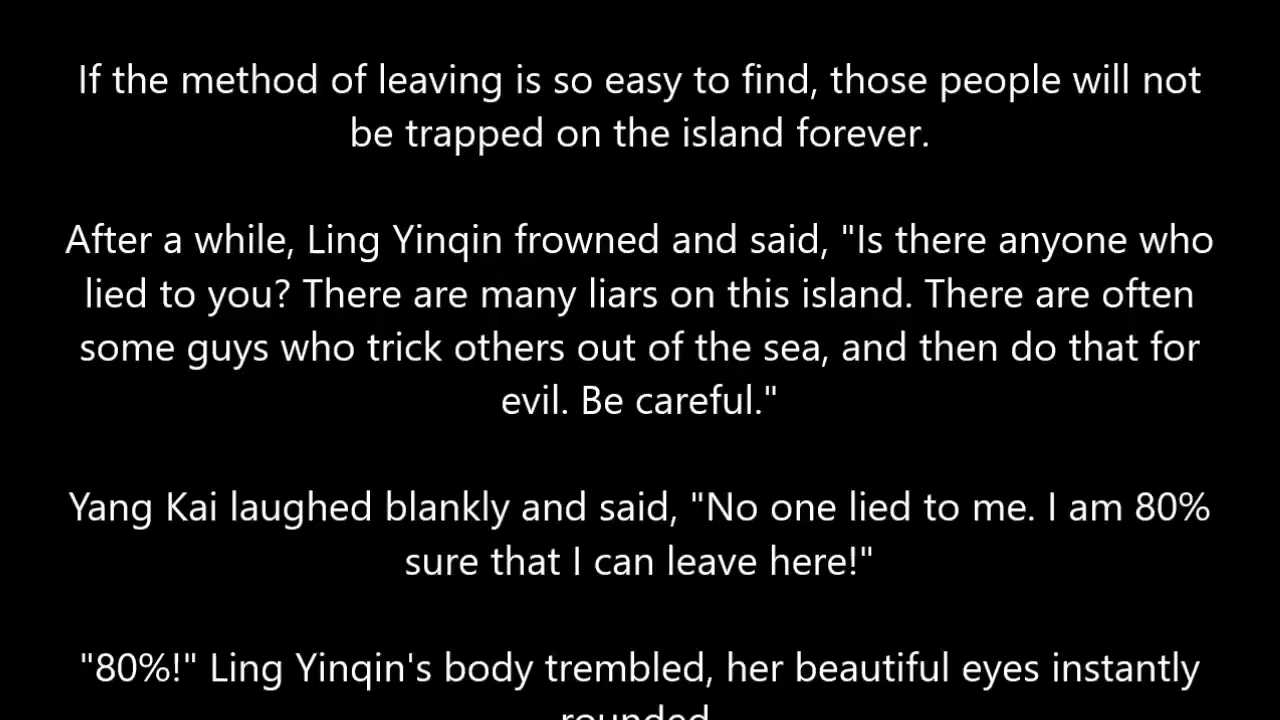 If the method of leaving is so easy to find, those people will not
be trapped on the island forever.
After a while, Ling Yinqin frowned and said, "Is there anyone who
lied to you? There are many liars on this island. There are often
some guys who trick others out of the sea, and then do that for
evil. Be careful."
Yang Kai laughed blankly and said, "No one lied to me. I am 80%
sure that I can leave here!"
"80%!" Ling Yinqin's body trembled, her beautiful eyes instantly
rounded